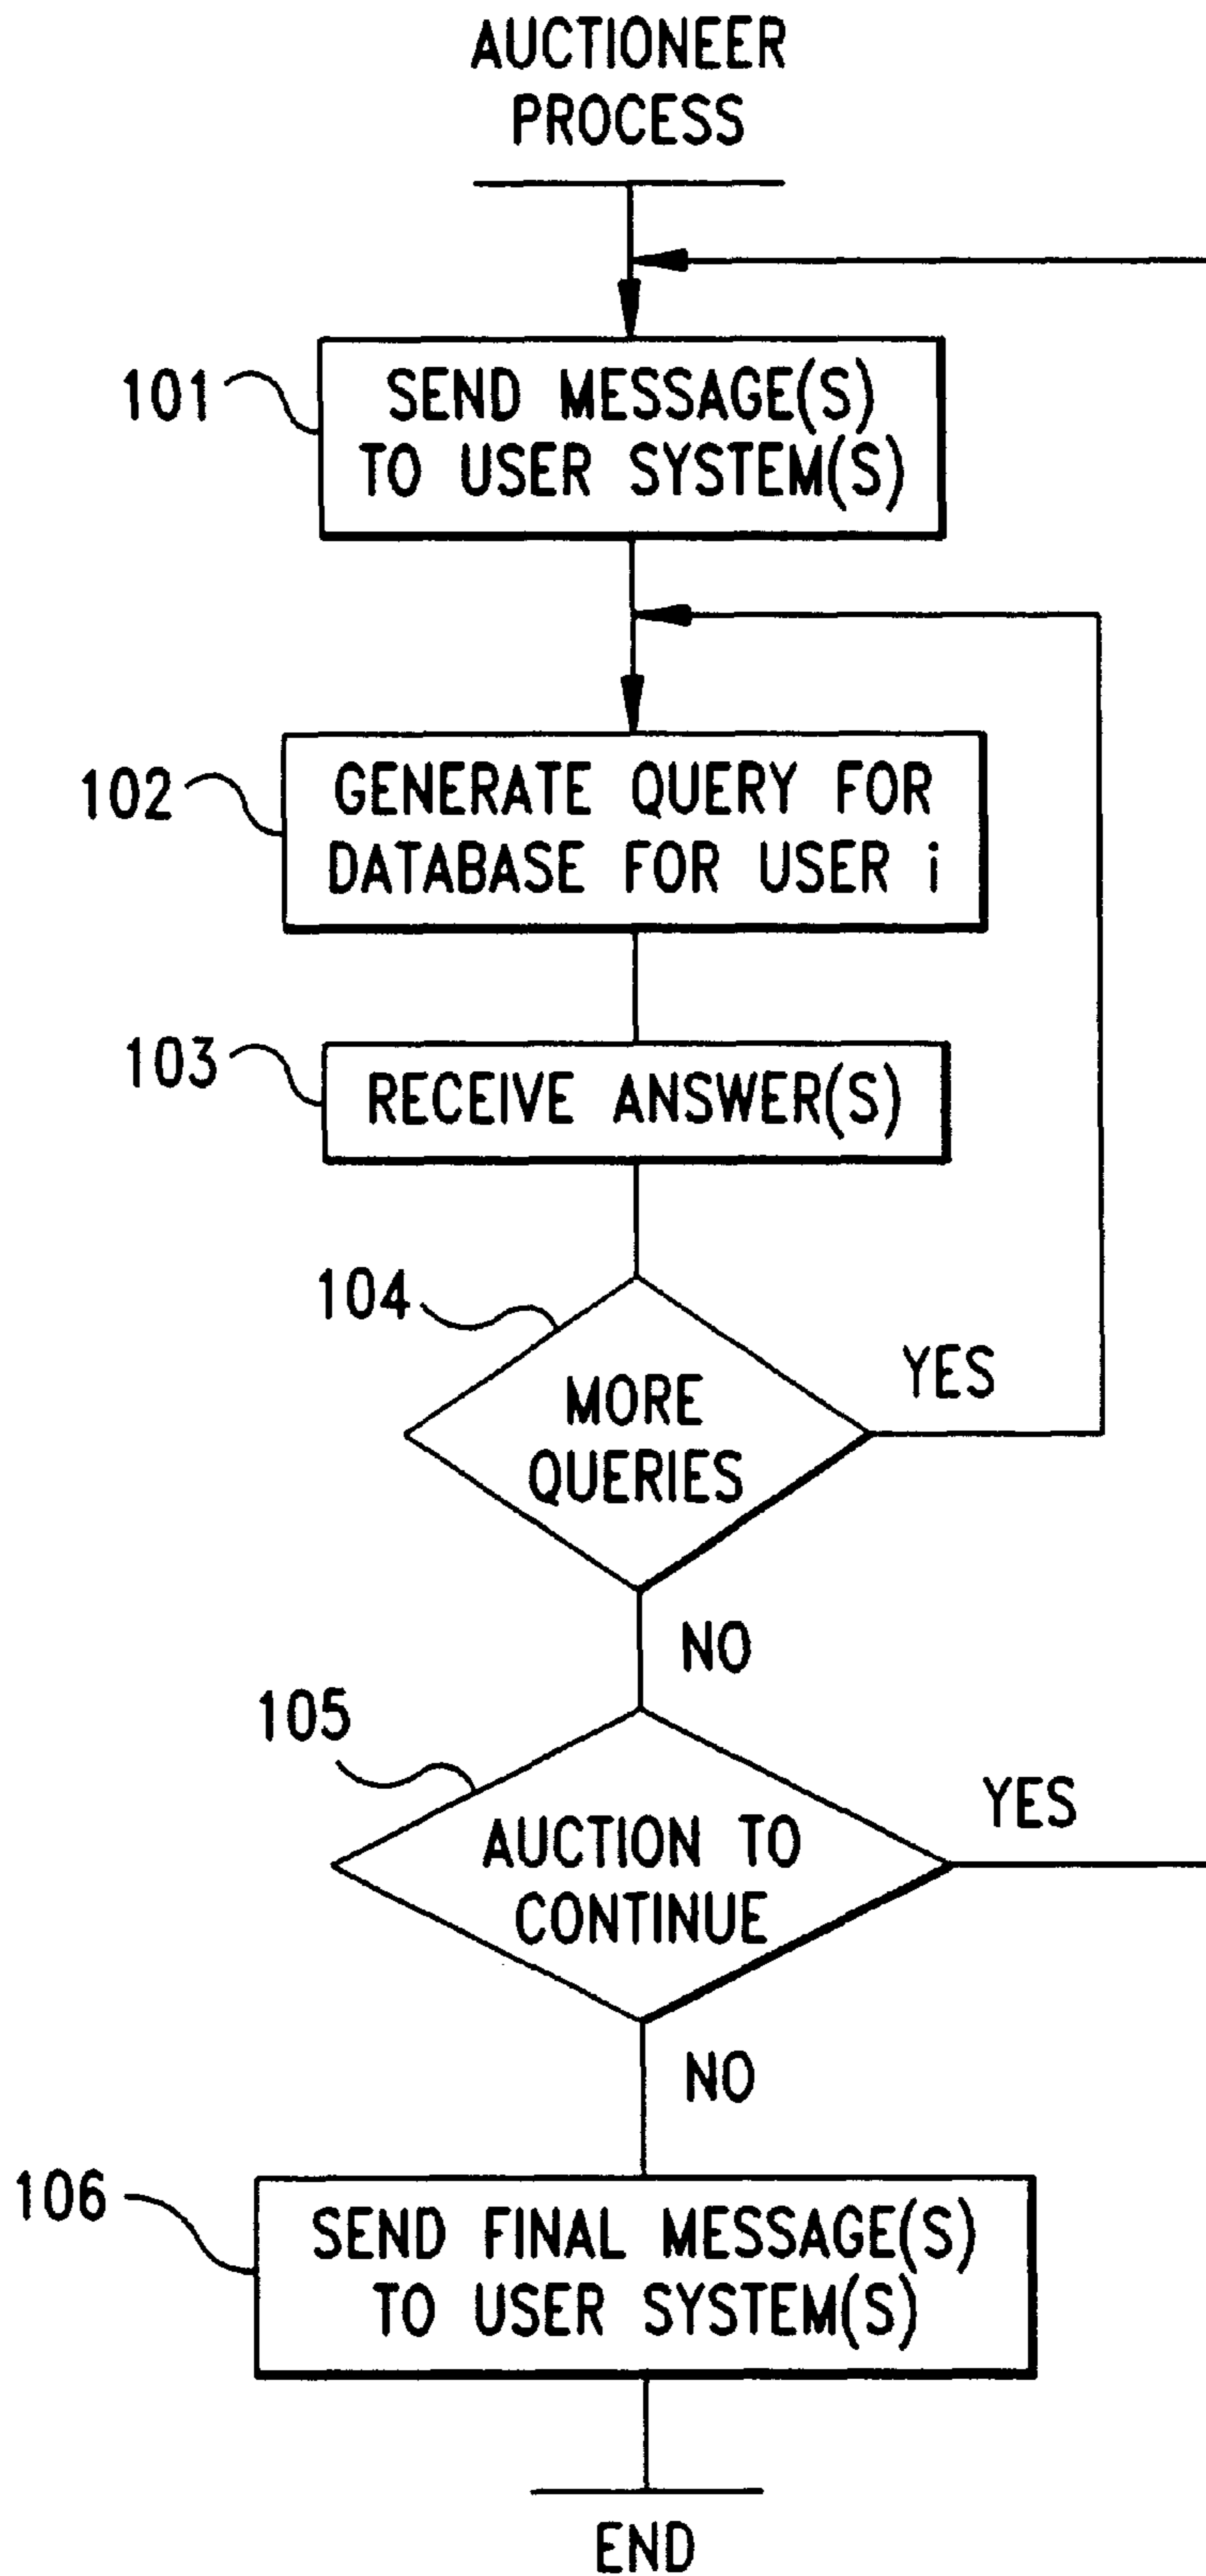 AUCTIONEER
PROCESS
101
SEND MESSAGE(S)
TO USER SYSTEM(S)
102
GENERATE QUERY FOR
DATABASE FOR USER i
103
RECEIVE ANSWER(S)
104
MORE
QUERIES
YES
NO
105
AUCTION TO
CONTINUE
YES
NO
106
SEND FINAL MESSAGE(S)
TO USER SYSTEM(S)
END